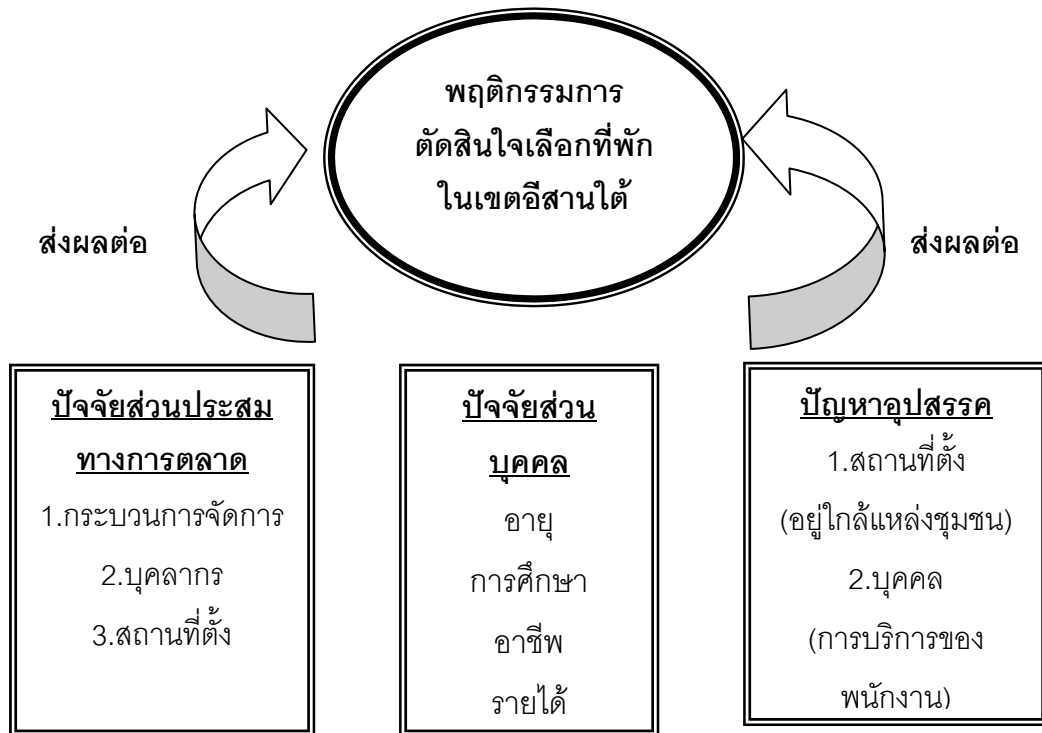 พฤติกรรมการ
ตัดสินใจเลือกที่พัก
ในเขตอีสานใต้
ส่งผลต่อ
ส่งผลต่อ
ปัจจัยส่วนประสม
ทางการตลาด
1.กระบวนการจัดการ
2.บุคลากร
3.สถานที่ตั้ง
ปัจจัยส่วน
บุคคล
อายุ
การศึกษา
อาชีพ
รายได้
ปัญหาอุปสรรค
1.สถานที่ตั้ง
(อยู่ใกล้แหล่งชุมชน)
2.บุคคล
(การบริการของ
พนักงาน)